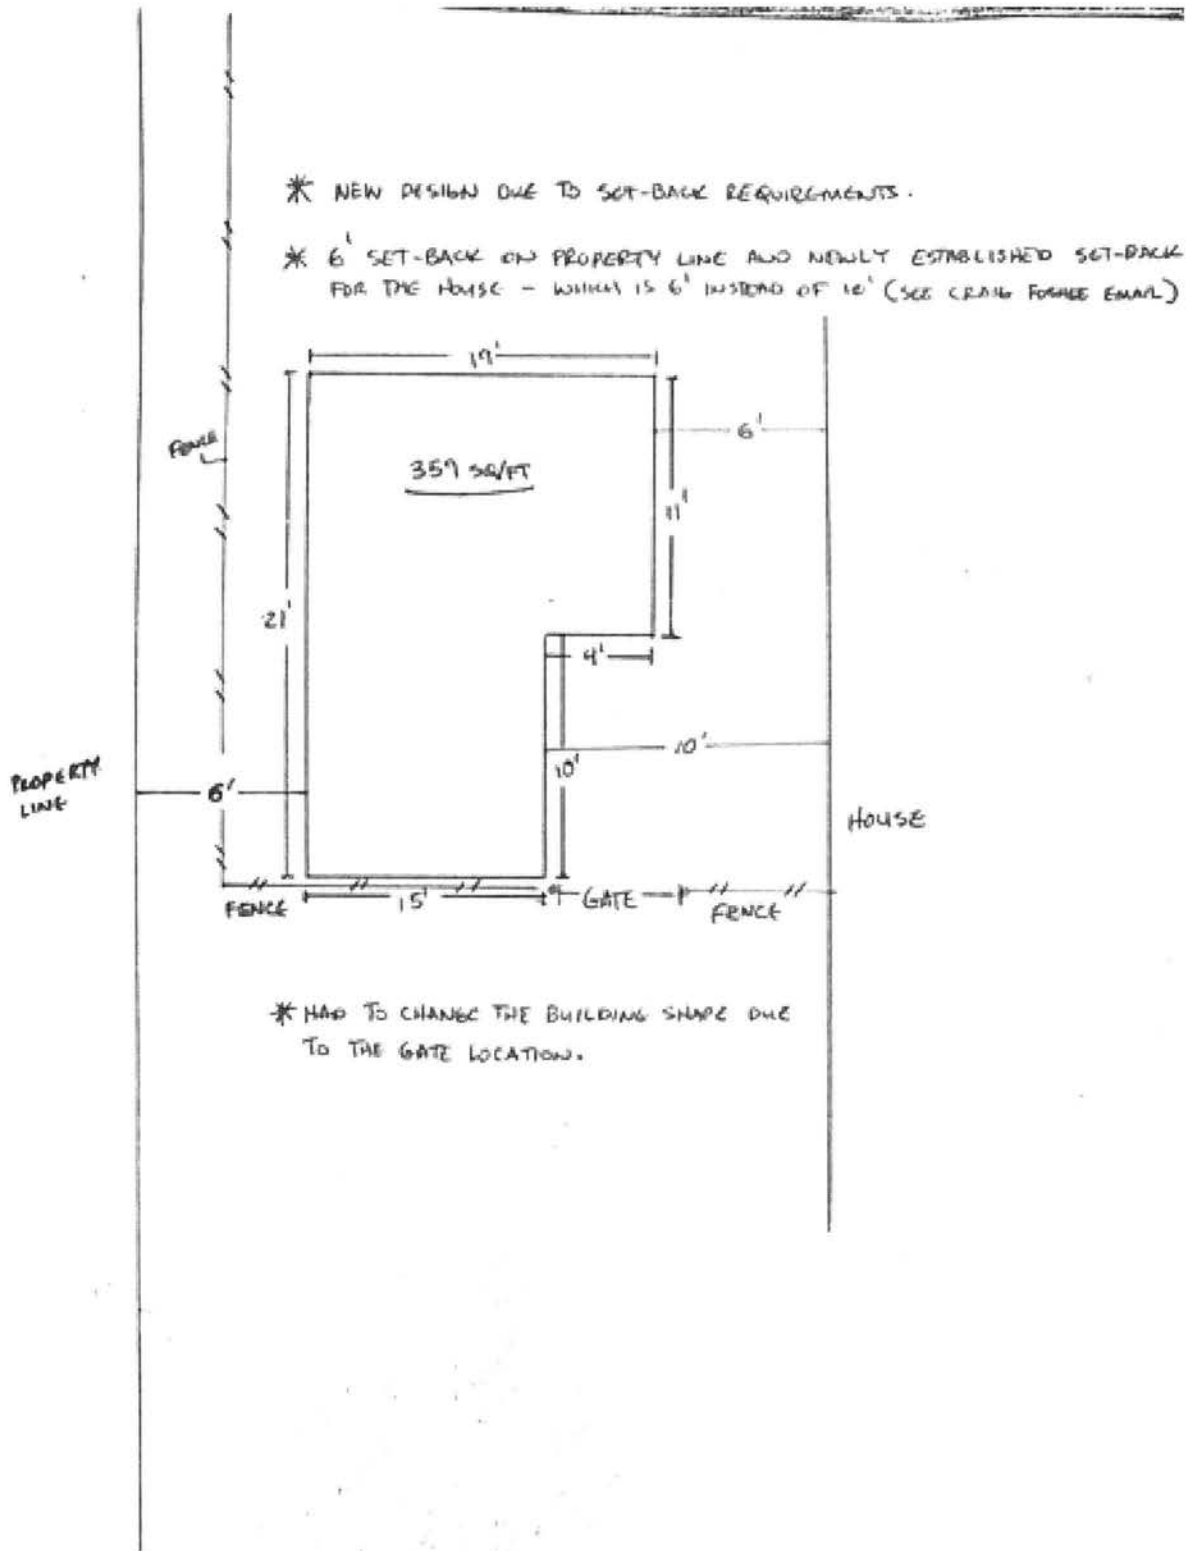 * NEW DESIGN DUE TO SET-BACK REQUIREMENTS.
* 6' SET-BACK ON PROPERTY LINE AND NEWLY ESTABLISHED SET-BACK
FOR THE HOUSE - WHICH IS 6' INSTEAD OF 10' (SEE CRAIG FOSHEE EMAIL)
19'
6'
FENCE
359 SQ/FT
11'
21'
4'
10'
10'
PROPERTY
LINE
6'
HOUSE
FENCE
15'
GATE
FENCE
* HAD TO CHANGE THE BUILDING SHAPE DUE
TO THE GATE LOCATION.